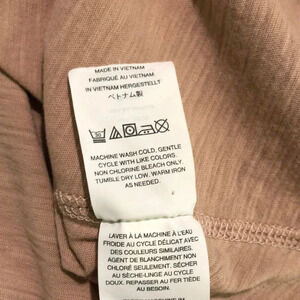 MADE IN VIETNAM
FABRIQUÉ AU VIETNAM
IN VIETNAM HERGESTELLT
ベトナム製
MACHINE WASH COLD, GENTLE
CYCLE WITH LIKE COLORS.
NON CHLORINE BLEACH ONLY.
TUMBLE DRY LOW. WARM IRON
AS NEEDED.
LAVER À LA MACHINE À L'EAU
FROIDE AU CYCLE DÉLICAT AVEC
DES COULEURS SIMILAIRES.
AGENT DE BLANCHIMENT
NON CHLORÉ SEULEMENT. SÉCHER
AU SÈCHE-LINGE AU CYCLE
DOUX. REPASSER AU FER TIÈDE
AU BESOIN.